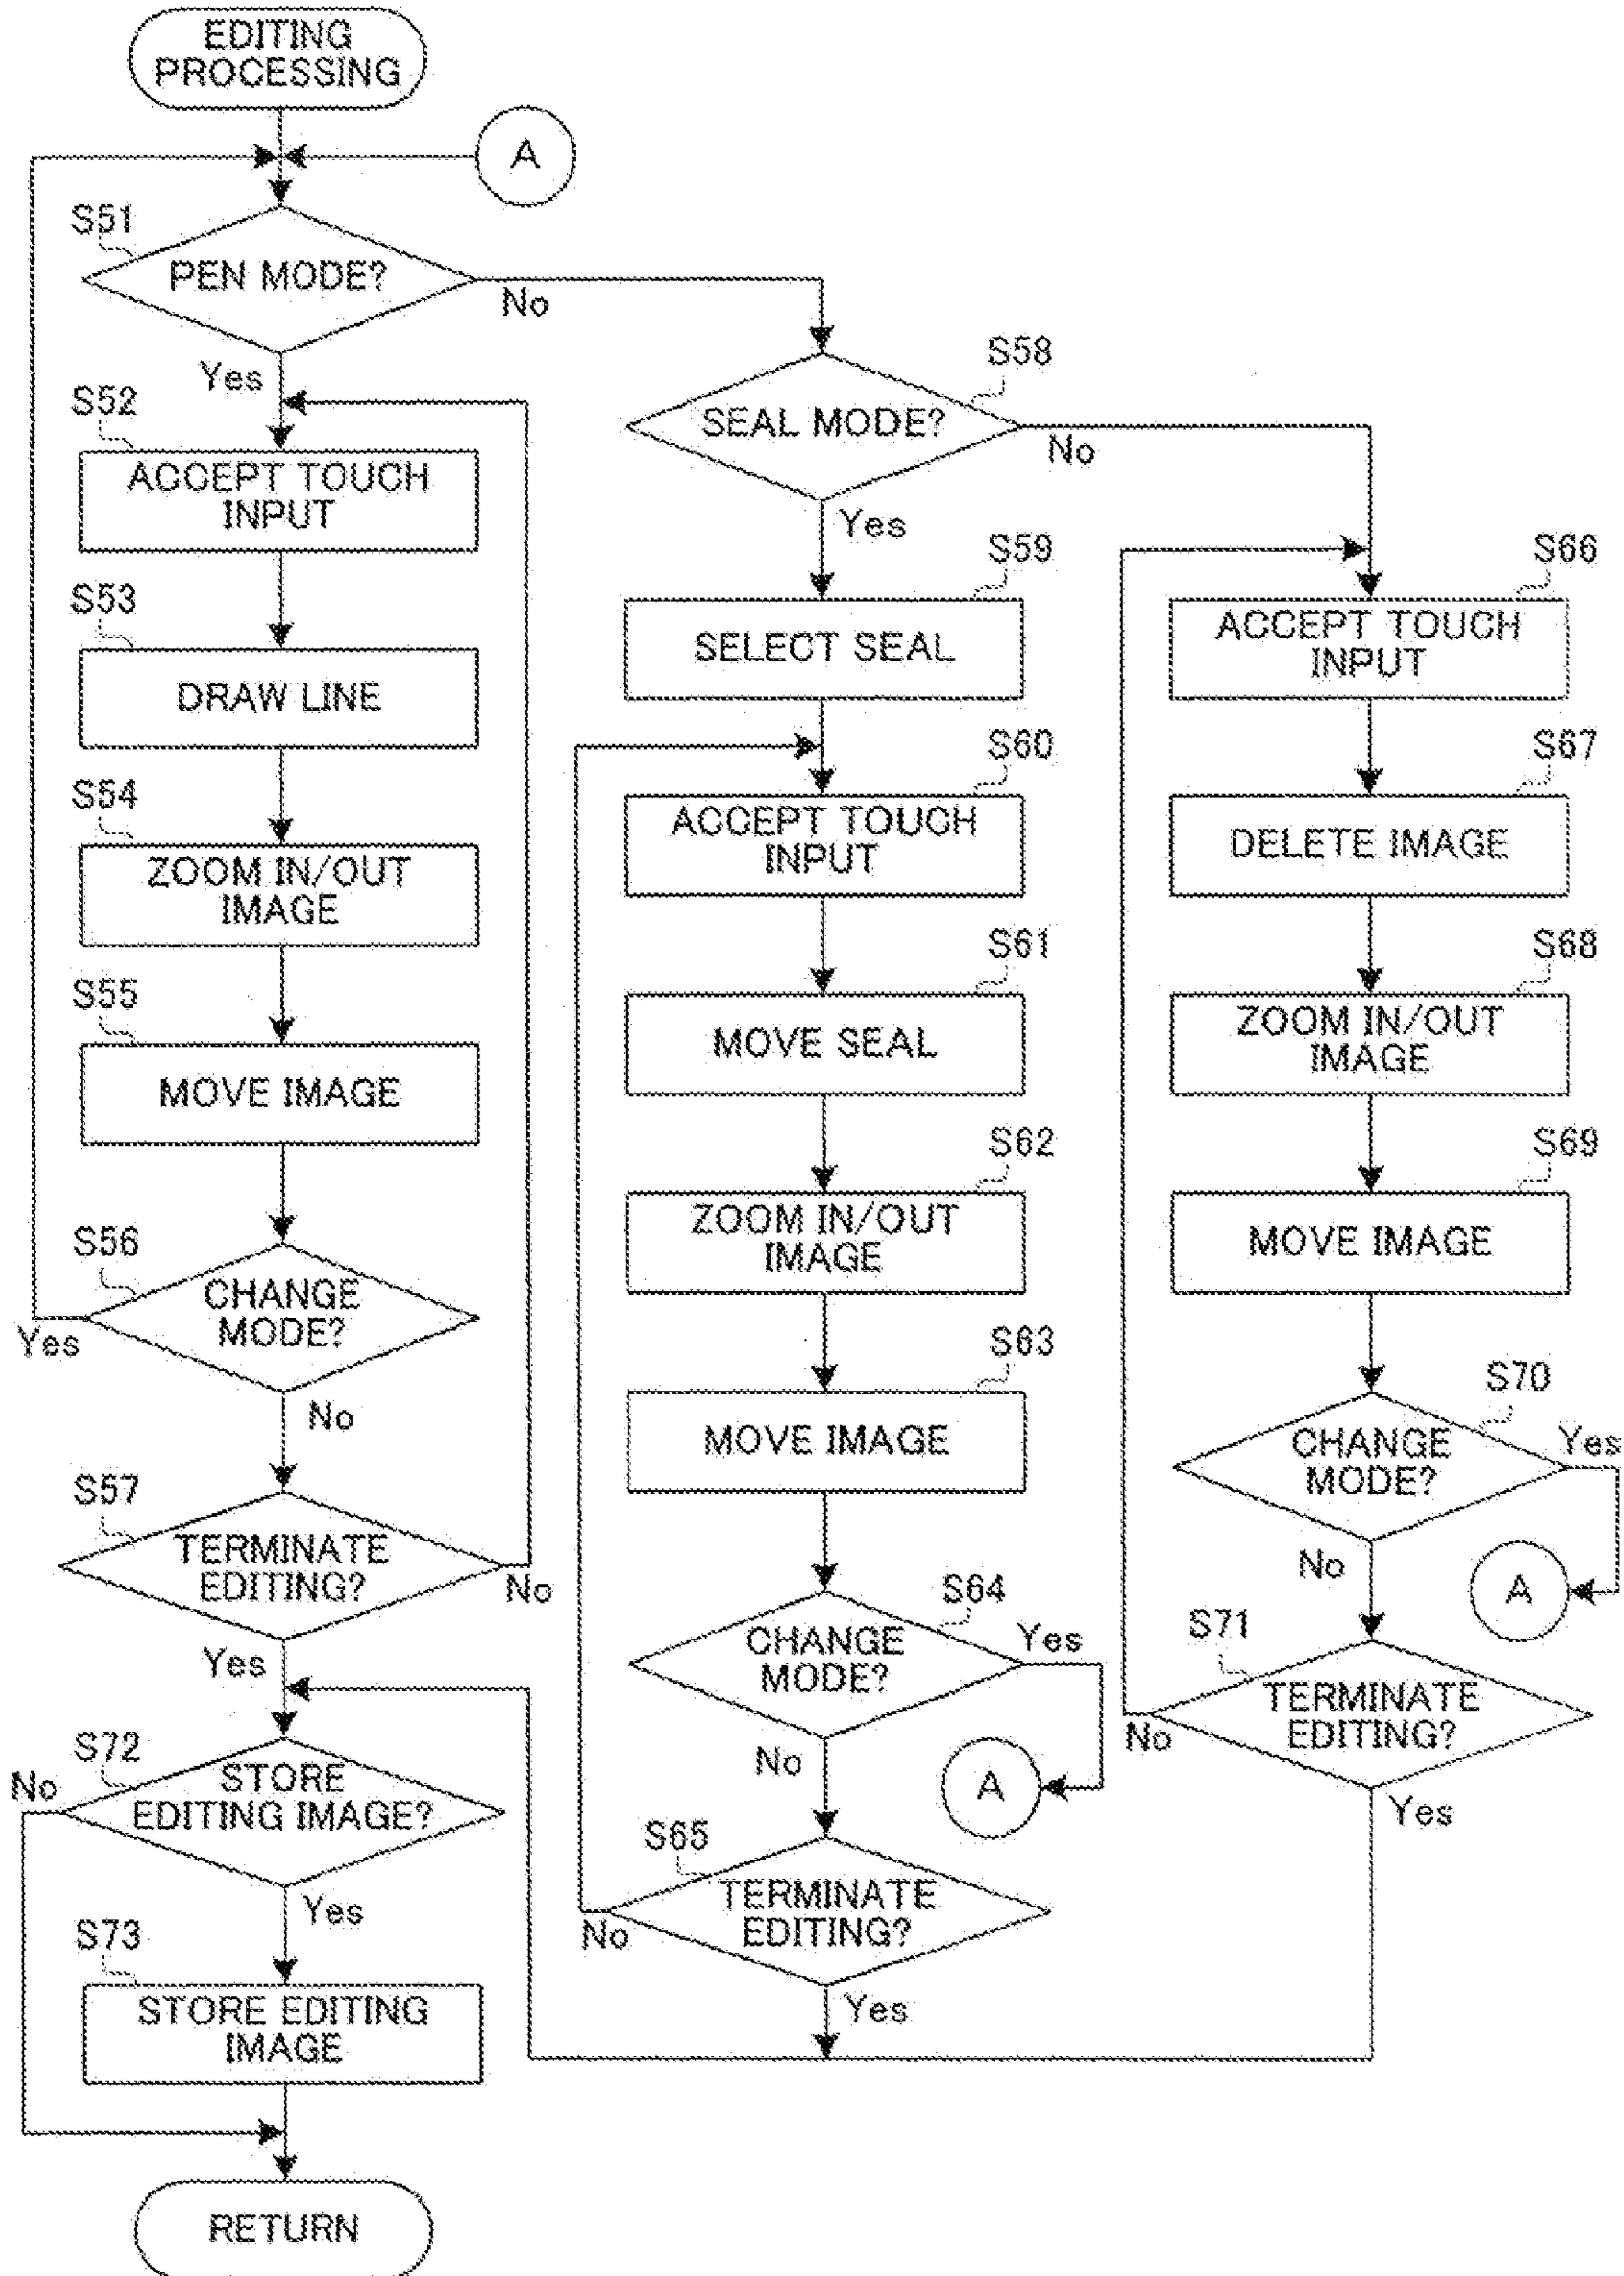 EDITING
PROCESSING
A
S51
PEN MODE?
No
Yes
S52
ACCEPT TOUCH
INPUT
S53
DRAW LINE
S54
ZOOM IN/OUT
IMAGE
S55
MOVE IMAGE
S56
CHANGE
MODE?
Yes
No
S57
TERMINATE
EDITING?
No
Yes
S72
No
STORE
EDITING IMAGE?
Yes
S73
STORE EDITING
IMAGE
RETURN
S58
SEAL MODE?
No
Yes
S59
SELECT SEAL
S60
ACCEPT TOUCH
INPUT
S61
MOVE SEAL
S62
ZOOM IN/OUT
IMAGE
S63
MOVE IMAGE
S64
CHANGE
MODE?
Yes
No
A
S65
TERMINATE
EDITING?
No
Yes
S66
ACCEPT TOUCH
INPUT
S67
DELETE IMAGE
S68
ZOOM IN/OUT
IMAGE
S69
MOVE IMAGE
S70
CHANGE
MODE?
Yes
No
A
S71
TERMINATE
EDITING?
No
Yes